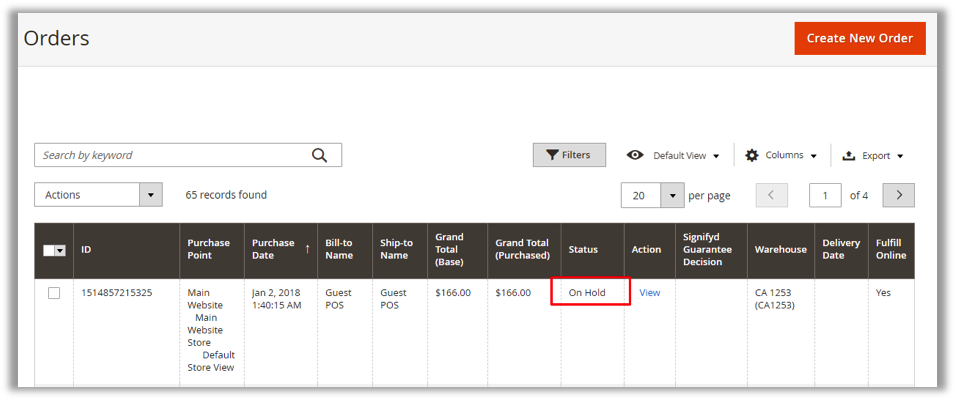 Orders
Create New Order
Search by keyword
Filters
Default View
Columns
Export
Actions
65 records found
20
per page
1
of 4
ID
Purchase
Point
Purchase
Date
Bill-to
Name
Ship-to
Name
Grand
Total
(Base)
Grand Total
(Purchased)
Status
Action
Signifyd
Guarantee
Decision
Warehouse
Delivery
Date
Fulfill
Online
1514857215325
Main
Website
Main
Website
Store
Default
Store View
Jan 2, 2018
1:40:15 AM
Guest
POS
Guest
POS
$166.00
$166.00
On Hold
View
CA 1253
(CA1253)
Yes